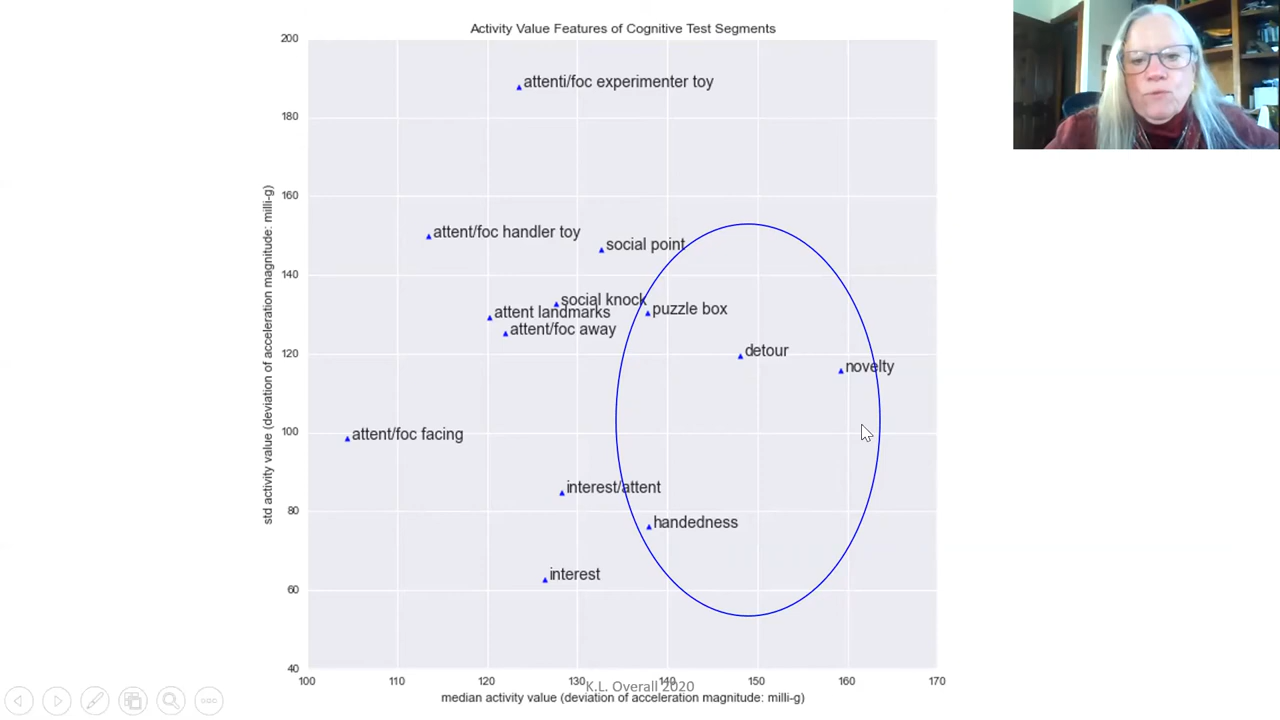 Activity Value Features of Cognitive Test Segments
200
attenti/foc experimenter toy
180
160
attent/foc handler toy
social point
140
social knock
puzzle box
attent landmarks
attent/foc away
120
detour
novelty
100
attent/foc facing
interest/attent
80
handedness
interest
60
40
std activity value (deviation of acceleration magnitude: milli-g)
100 110 120 130 140 150 160 170
K.L. Overall 2020
median activity value (deviation of acceleration magnitude: milli-g)